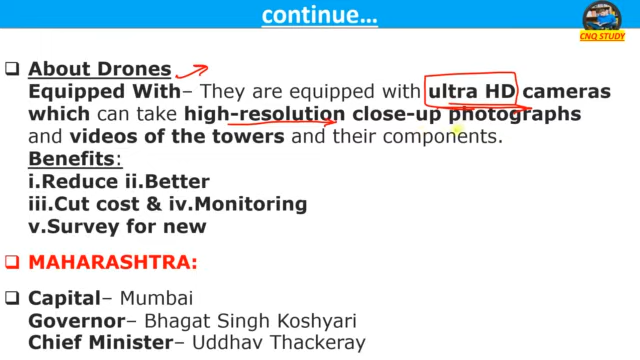 continue...
CNQ STUDY
About Drones
Equipped With– They are equipped with ultra HD cameras
which can take high-resolution close-up photographs
and videos of the towers and their components.
Benefits:
i.Reduce ii.Better
iii.Cut cost & iv.Monitoring
v.Survey for new
MAHARASHTRA:
Capital– Mumbai
Governor– Bhagat Singh Koshyari
Chief Minister– Uddhav Thackeray